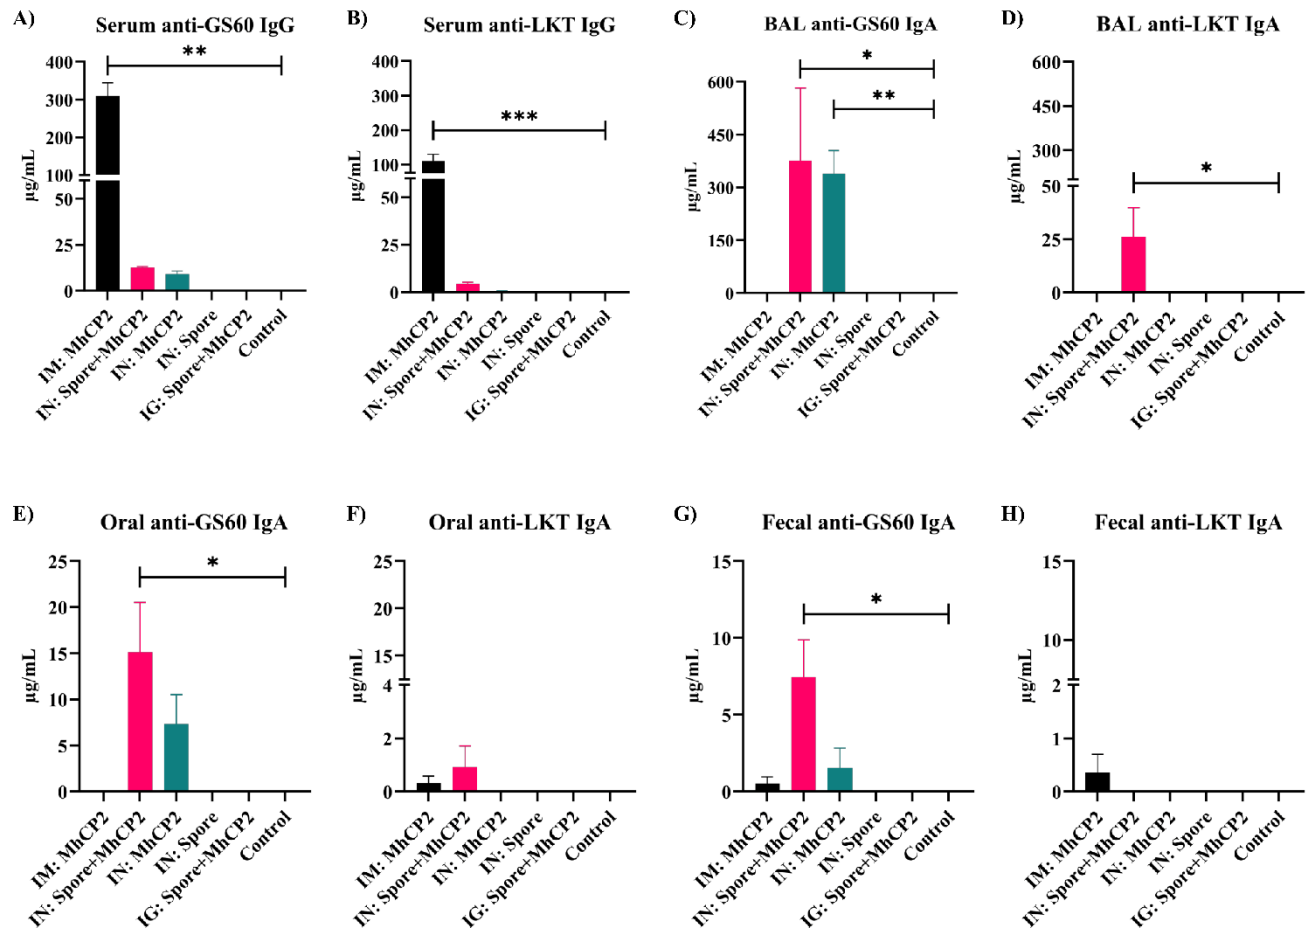 A) Serum anti-GS60 IgG
**
400
300
200
100
50
25
0
µg/mL
IM: MhCP2
IN: Spore+MhCP2
IN: MhCP2
IN: Spore
IG: Spore+MhCP2
Control
B) Serum anti-LKT IgG
***
400
300
200
100
50
25
0
µg/mL
IM: MhCP2
IN: Spore+MhCP2
IN: MhCP2
IN: Spore
IG: Spore+MhCP2
Control
C) BAL anti-GS60 IgA
*
**
600
450
300
150
0
µg/mL
IM: MhCP2
IN: Spore+MhCP2
IN: MhCP2
IN: Spore
IG: Spore+MhCP2
Control
D) BAL anti-LKT IgA
*
600
450
300
50
25
0
µg/mL
IM: MhCP2
IN: Spore+MhCP2
IN: MhCP2
IN: Spore
IG: Spore+MhCP2
Control
E) Oral anti-GS60 IgA
*
25
20
15
10
5
0
µg/mL
IM: MhCP2
IN: Spore+MhCP2
IN: MhCP2
IN: Spore
IG: Spore+MhCP2
Control
F) Oral anti-LKT IgA
25
20
15
4
2
0
µg/mL
IM: MhCP2
IN: Spore+MhCP2
IN: MhCP2
IN: Spore
IG: Spore+MhCP2
Control
G) Fecal anti-GS60 IgA
*
15
10
5
0
µg/mL
IM: MhCP2
IN: Spore+MhCP2
IN: MhCP2
IN: Spore
IG: Spore+MhCP2
Control
H) Fecal anti-LKT IgA
15
10
2
1
0
µg/mL
IM: MhCP2
IN: Spore+MhCP2
IN: MhCP2
IN: Spore
IG: Spore+MhCP2
Control